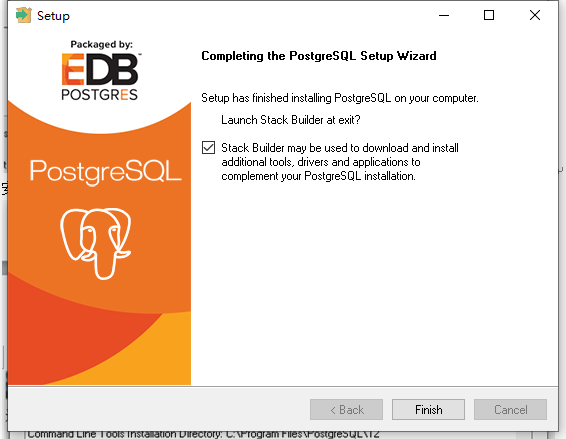 Setup
Packaged by:
EDB
POSTGRES
PostgreSQL
Completing the PostgreSQL Setup Wizard
Setup has finished installing PostgreSQL on your computer.
Launch Stack Builder at exit?
Stack Builder may be used to download and install
additional tools, drivers and applications to
complement your PostgreSQL installation.
< Back
Finish
Cancel
Command Line Tools Installation Directory: C:\Program Files\PostgreSQL\12